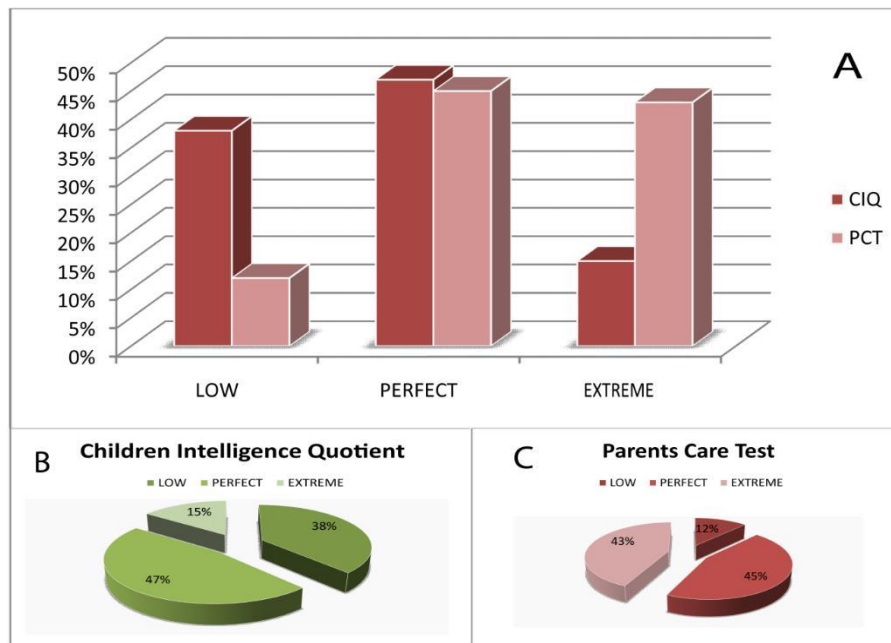 A
50%
45%
40%
35%
30%
25%
20%
15%
10%
5%
0%
LOW PERFECT EXTREME
CIQ
PCT
B
Children Intelligence Quotient
LOW PERFECT EXTREME
15%
38%
47%
C
Parents Care Test
LOW PERFECT EXTREME
12%
43%
45%